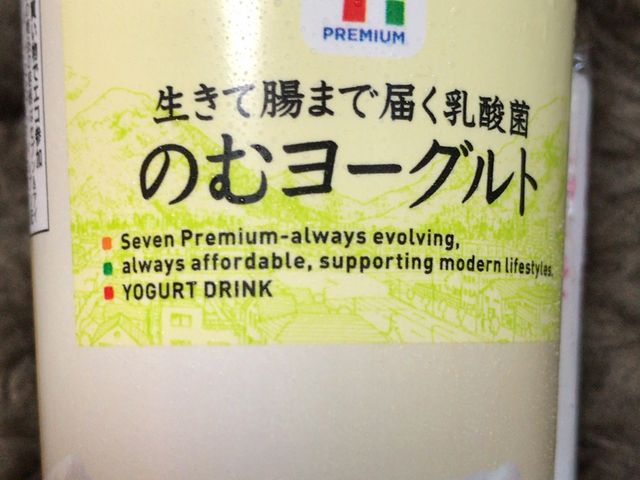 PREMIUM
生きて腸まで届く乳酸菌
のむヨーグルト
Seven Premium-always evolving,
always affordable, supporting modern lifestyles.
YOGURT DRINK